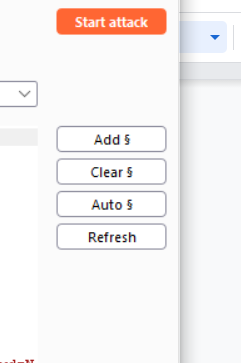 Start attack
Add §
Clear §
Auto §
Refresh